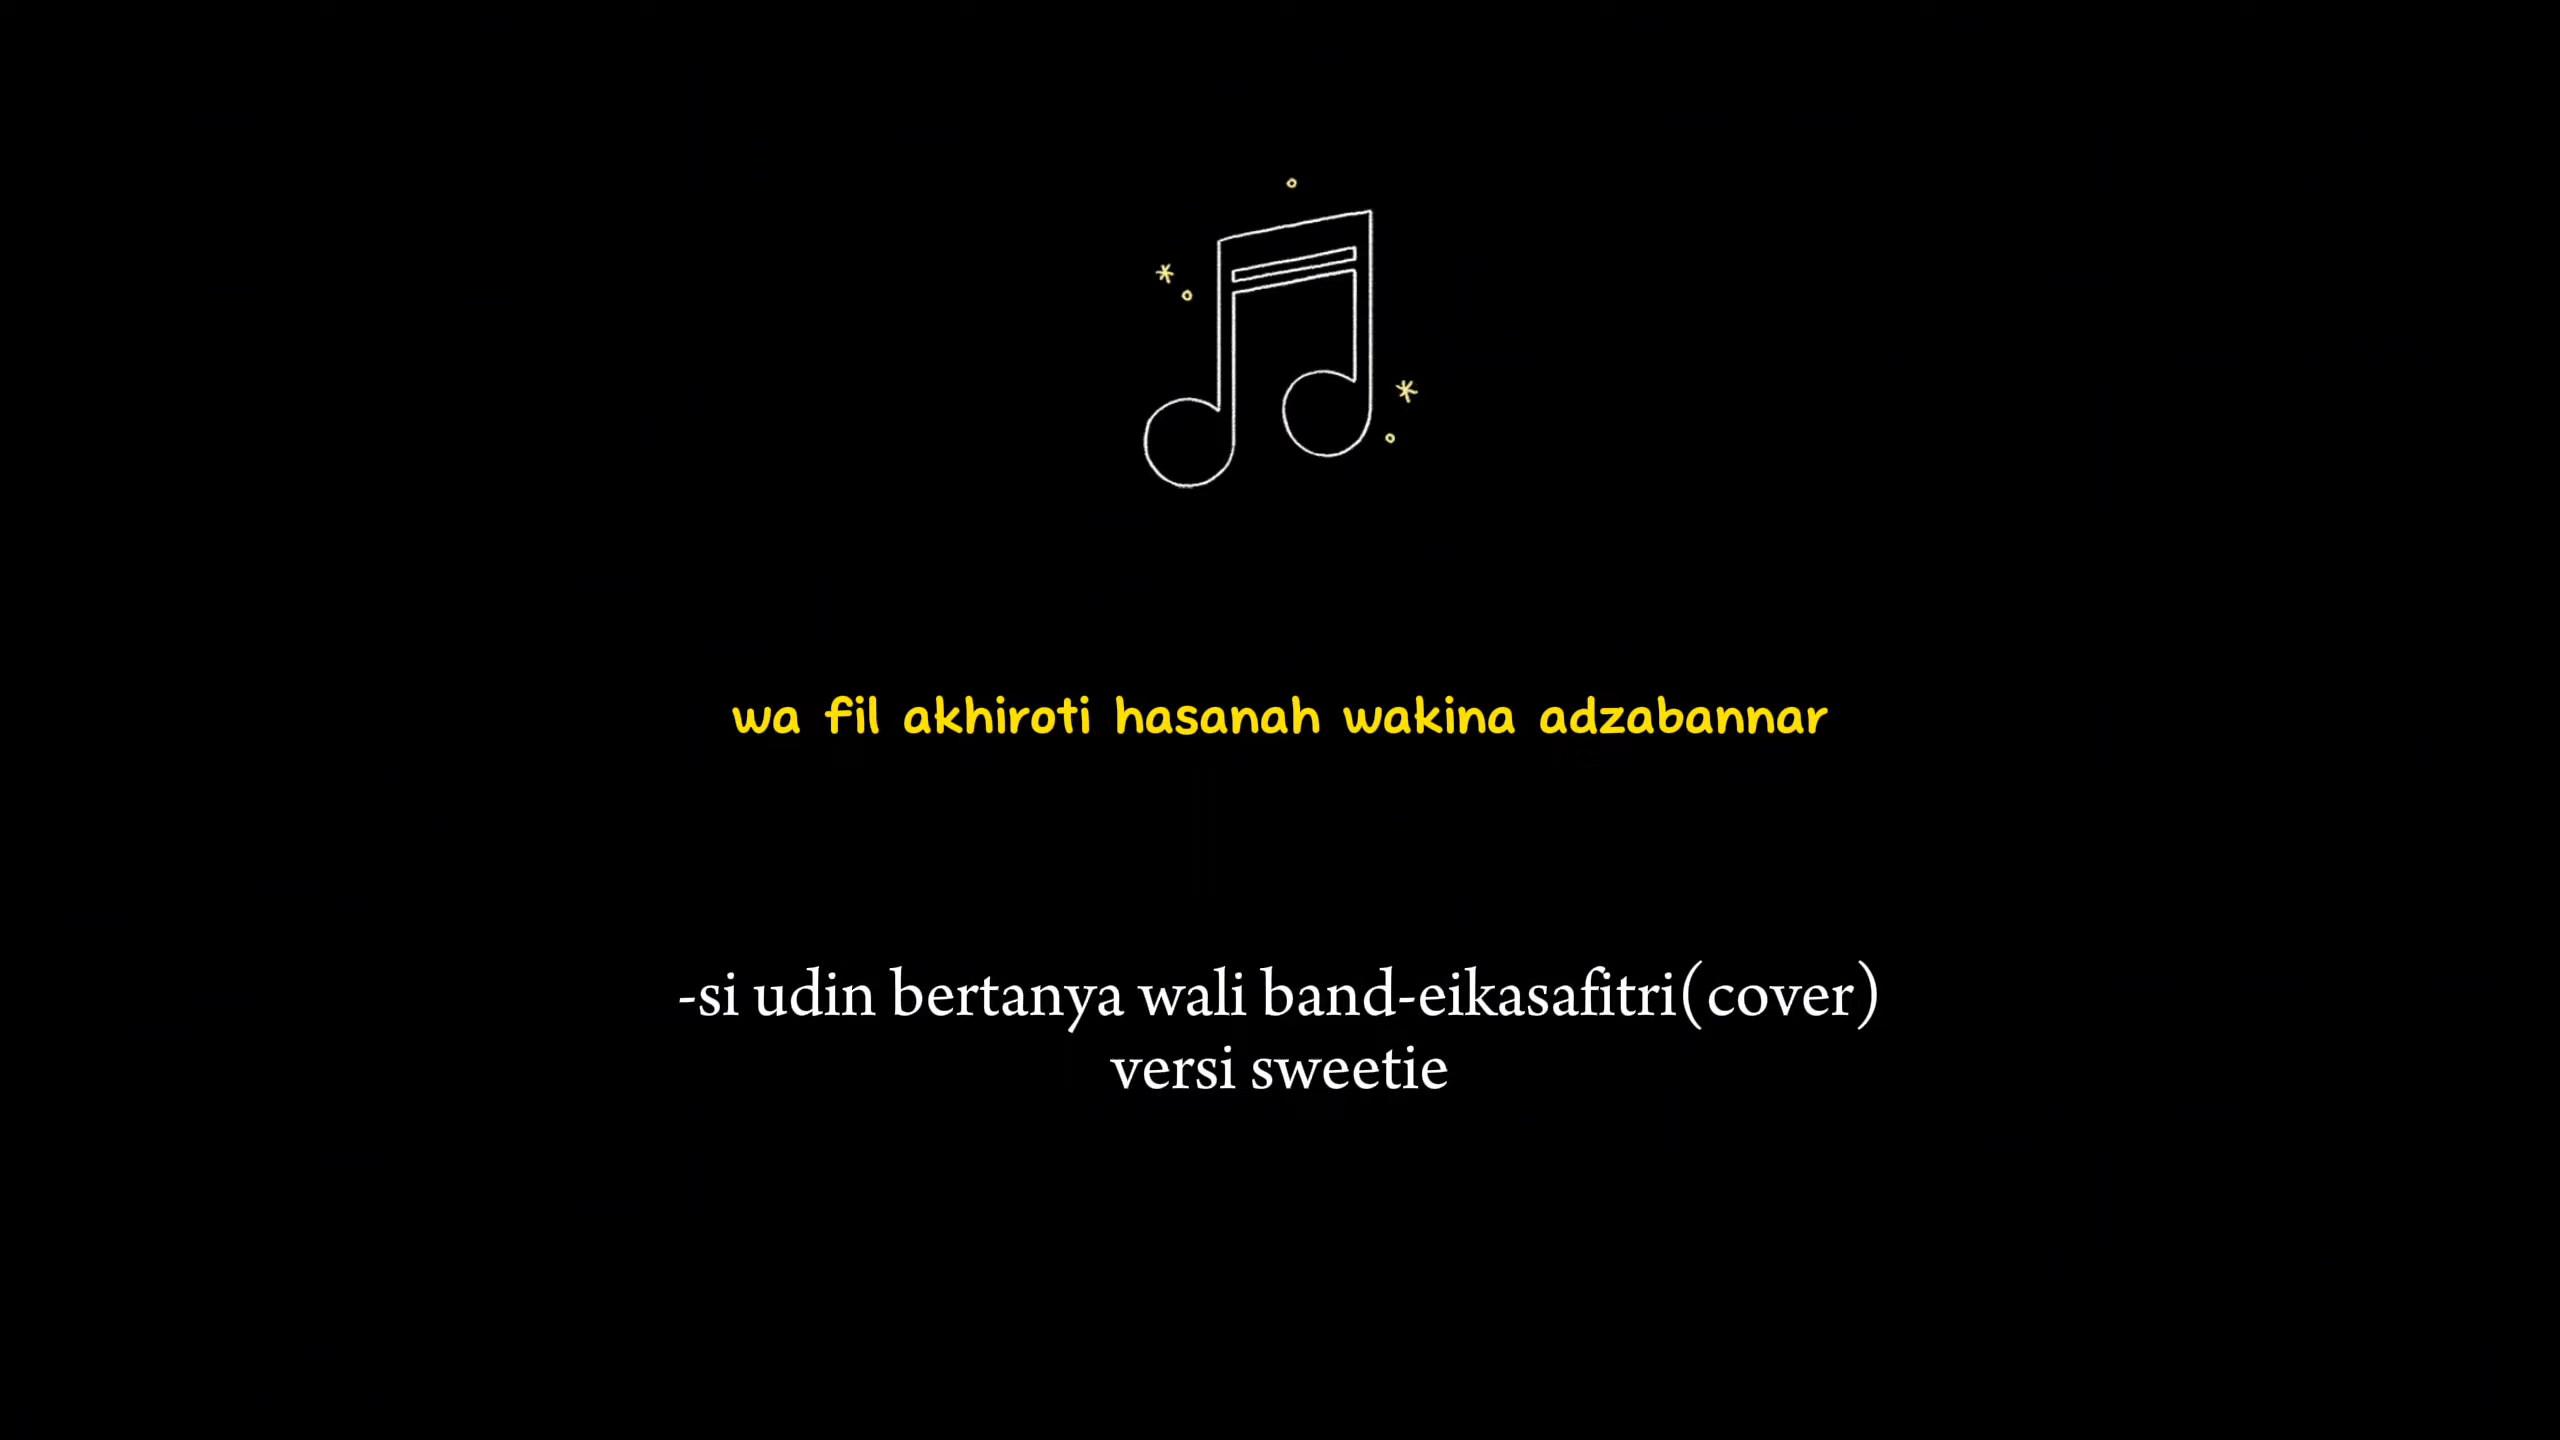 wa fil akhiroti hasanah wakina adzabannar
-si udin bertanya wali band-eikasafitri(cover)
versi sweetie